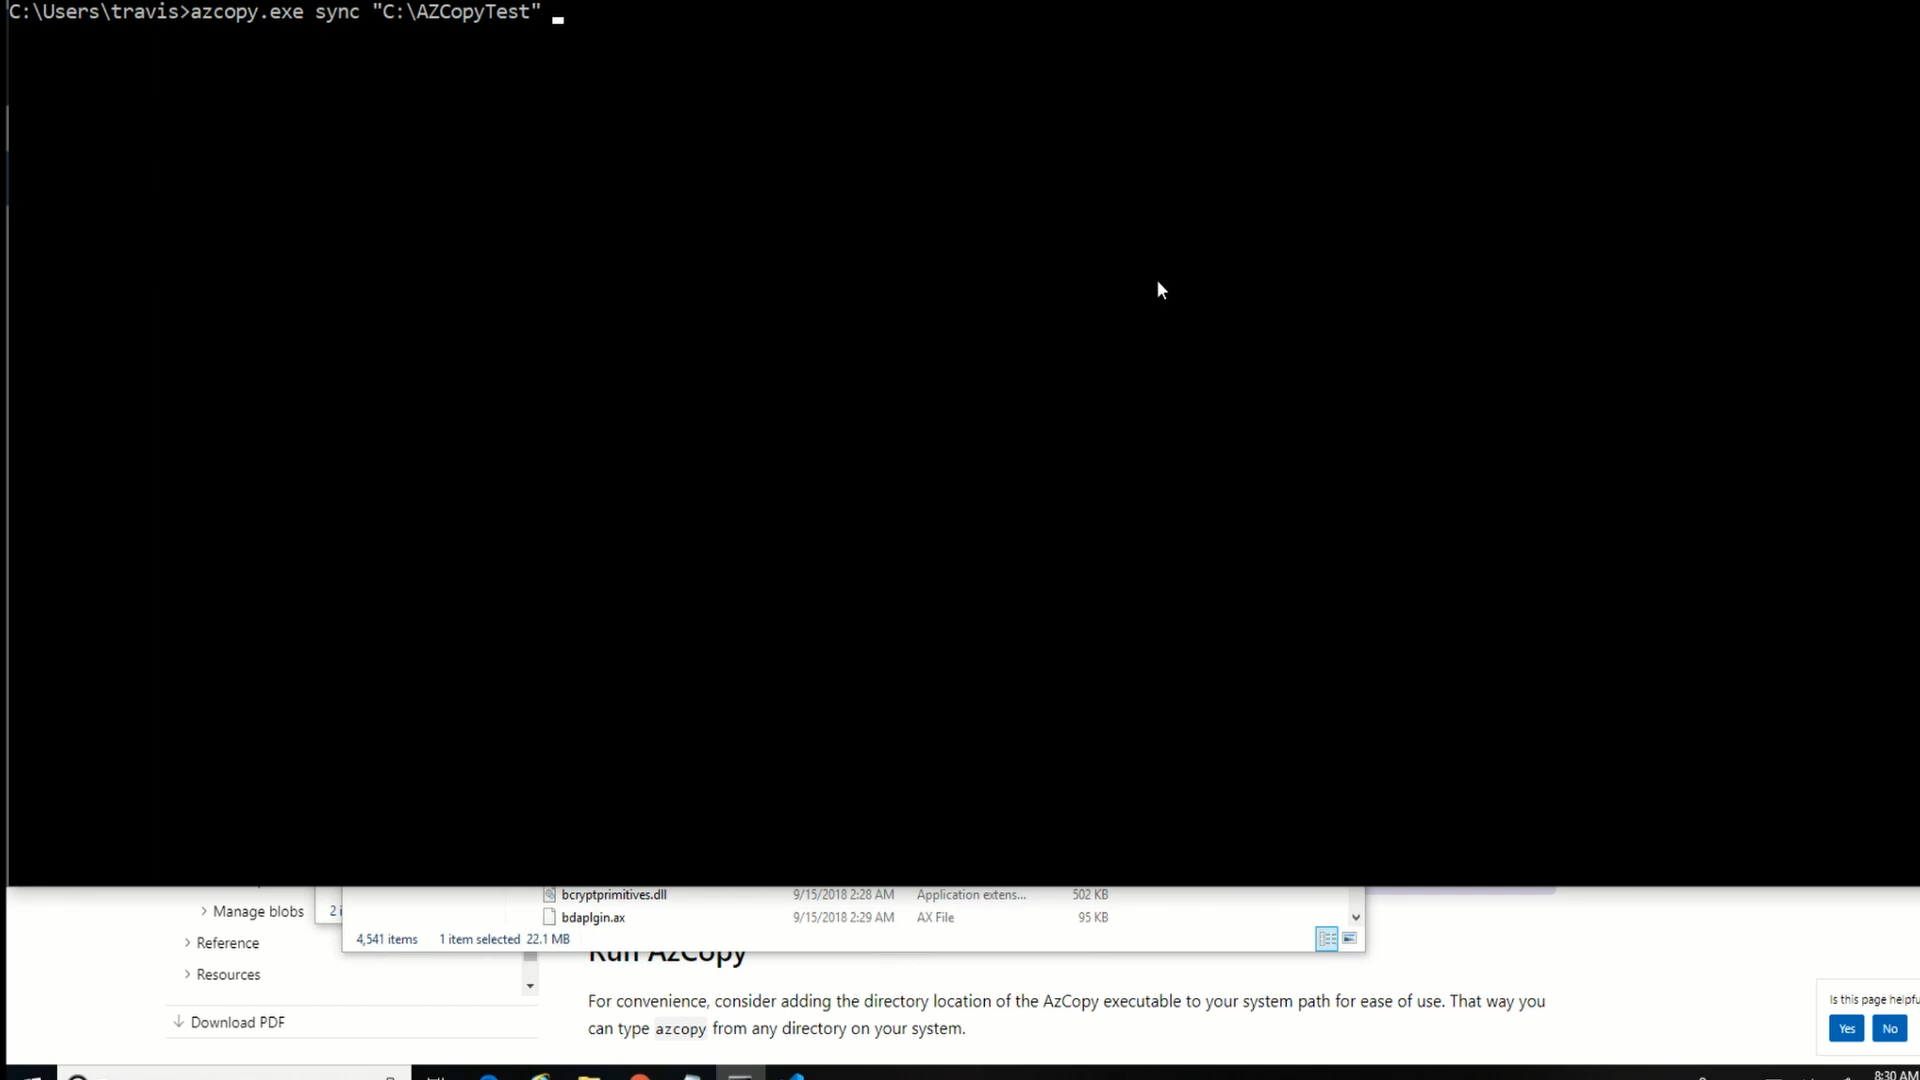 C:\Users\travis>azcopy.exe sync "C:\AZCopyTest"
bcryptprimitives.dll 9/15/2018 2:28 AM Application extens... 502 KB
Manage blobs
bdaplgin.ax 9/15/2018 2:29 AM AX File 95 KB
Reference
4,541 items 1 item selected 22.1 MB
Run AzCopy
Resources
For convenience, consider adding the directory location of the AzCopy executable to your system path for ease of use. That way you
can type azcopy from any directory on your system.
Download PDF
Is this page helpfu
Yes No
8:30 AM